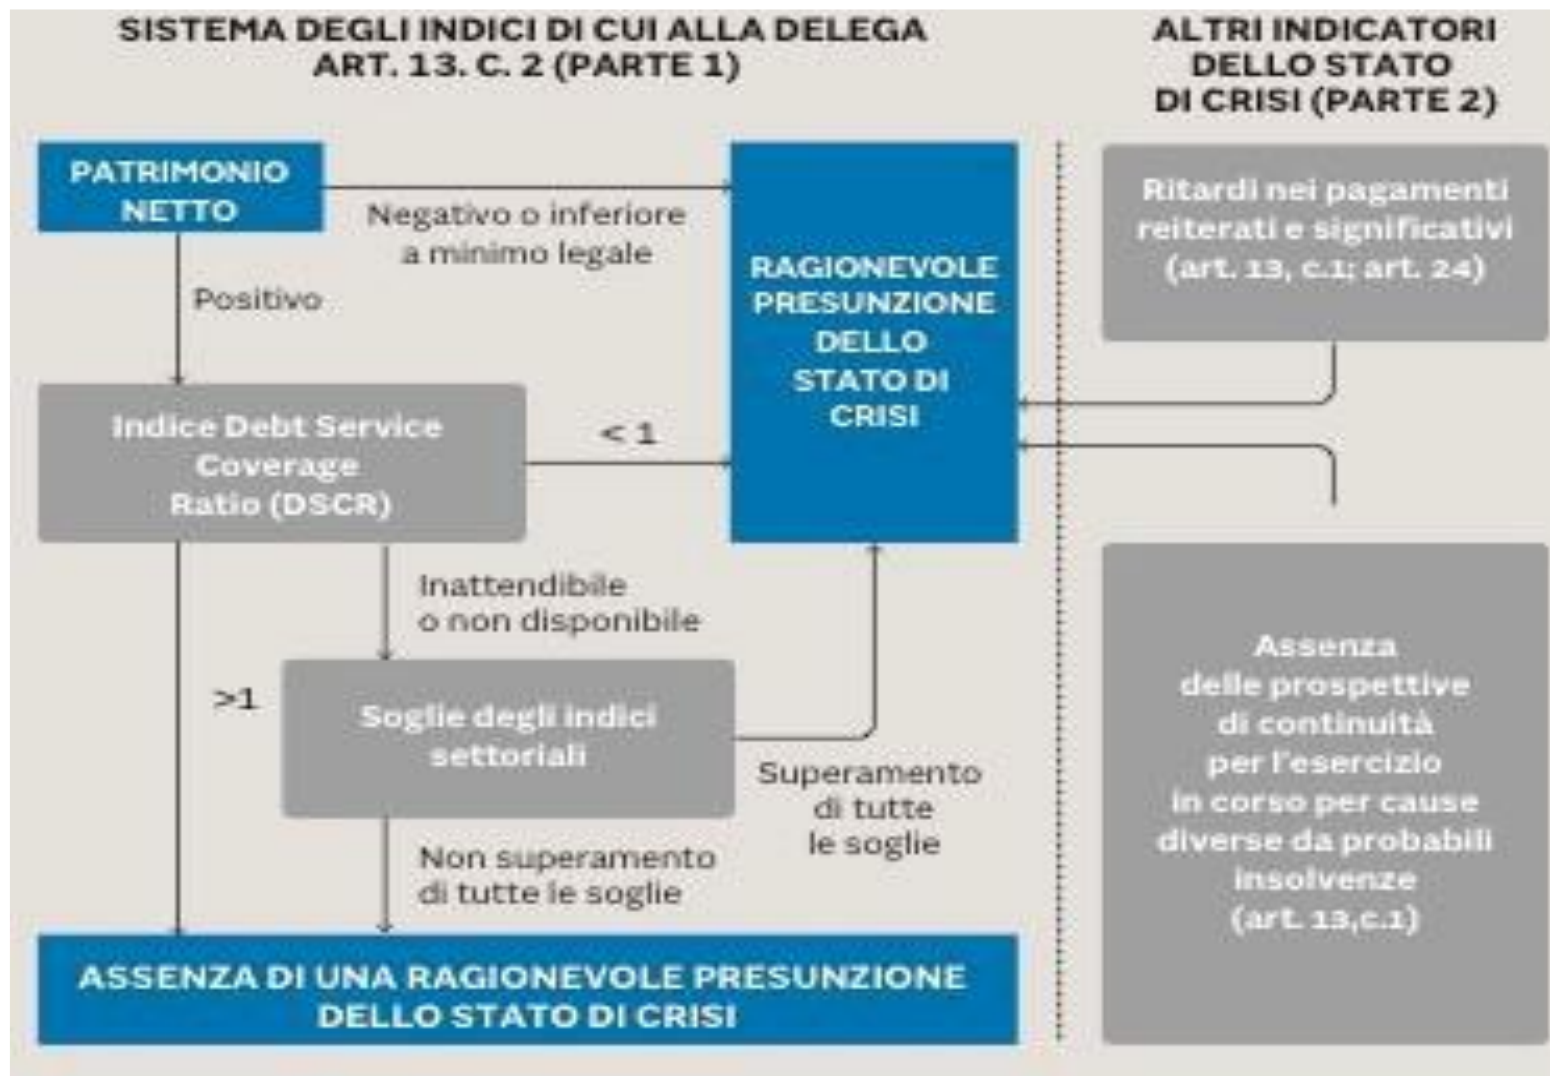 SISTEMA DEGLI INDICI DI CUI ALLA DELEGA
ART. 13. C. 2 (PARTE 1)
ALTRI INDICATORI
DELLO STATO
DI CRISI (PARTE 2)
PATRIMONIO
NETTO
Negativo o inferiore
a minimo legale
Positivo
RAGIONEVOLE
PRESUNZIONE
DELLO
STATO DI
CRISI
Ritardi nei pagamenti
reiterati e significativi
(art. 13, c.1; art. 24)
Indice Debt Service
Coverage
Ratio (DSCR)
< 1
Inattendibile
o non disponibile
>1
Soglie degli indici
settoriali
Superamento
di tutte
le soglie
Non superamento
di tutte le soglie
Assenza
delle prospettive
di continuità
per l'esercizio
in corso per cause
diverse da probabili
insolvenze
(art. 13,c.1)
ASSENZA DI UNA RAGIONEVOLE PRESUNZIONE
DELLO STATO DI CRISI